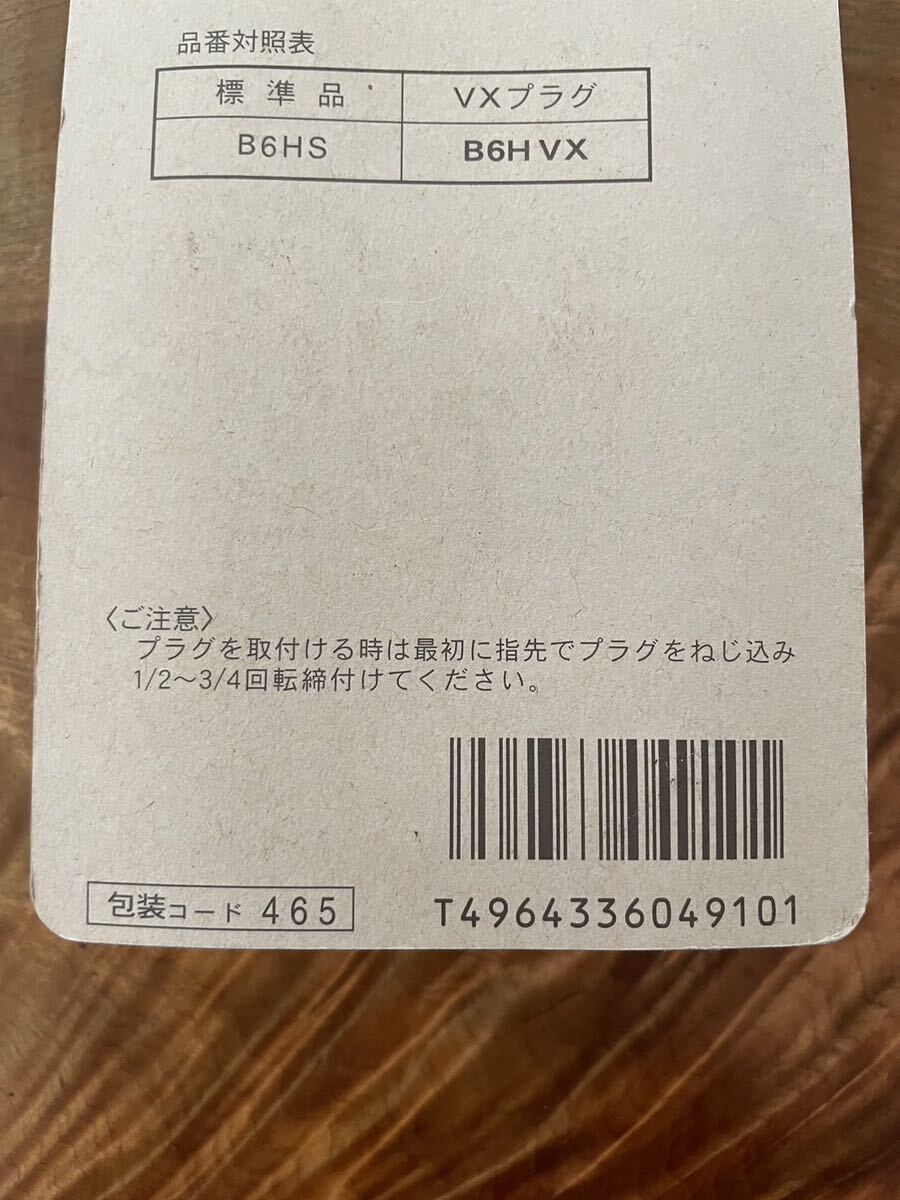 品番対照表
標準品 VXプラグ
B6HS B6HVX
〈ご注意〉
プラグを取付ける時は最初に指先でプラグをねじ込み
1/2〜3/4回転締付けてください。
包装コード 465
T4964336049101